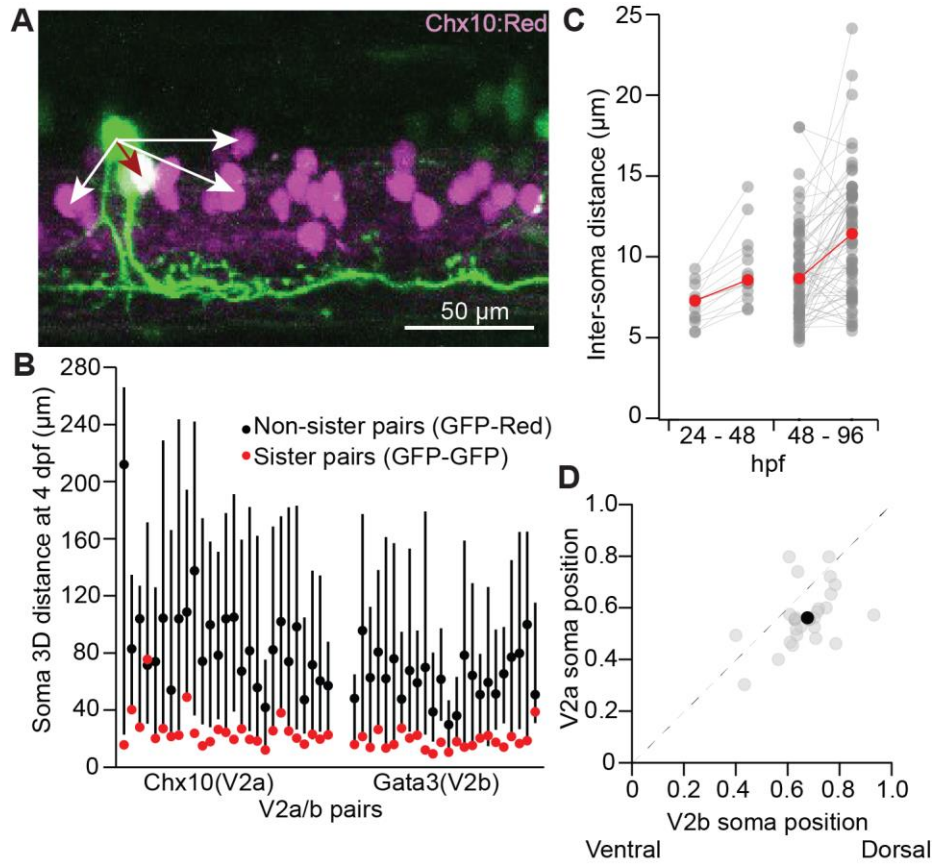 A
Chx10:Red
50 µm
B
Soma 3D distance at 4 dpf (µm)
280
240
200
160
120
80
40
0
Non-sister pairs (GFP-Red)
Sister pairs (GFP-GFP)
Chx10(V2a)
Gata3(V2b)
V2a/b pairs
C
Inter-soma distance (µm)
25
20
15
10
5
0
24 - 48
48 - 96
hpf
D
V2a soma position
1.0
0.8
0.6
0.4
0.2
0
0
0.2
0.4
0.6
0.8
1.0
V2b soma position
Ventral
Dorsal